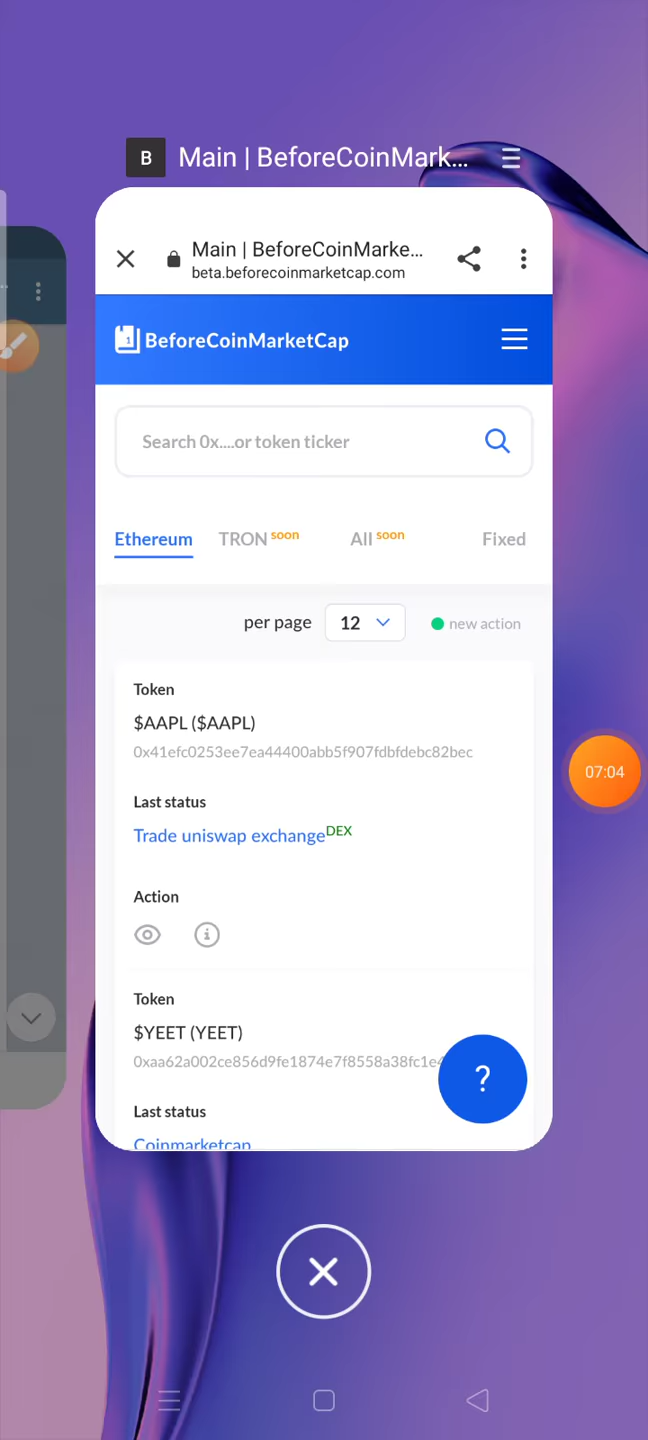 B Main | BeforeCoinMark...
Main | BeforeCoinMarke...
beta.beforecoinmarketcap.com
1 BeforeCoinMarketCap
Search 0x....or token ticker
Ethereum TRON soon All soon Fixed
per page 12 new action
Token
$AAPL ($AAPL)
0x41efc0253ee7ea44400abb5f907fdbfdebc82bec
Last status
Trade uniswap exchange DEX
07:04
Action
Token
$YEET (YEET)
0xaa62a002ce856d9fe1874e7f8558a38fc1e4
?
Last status
Coinmarketcap